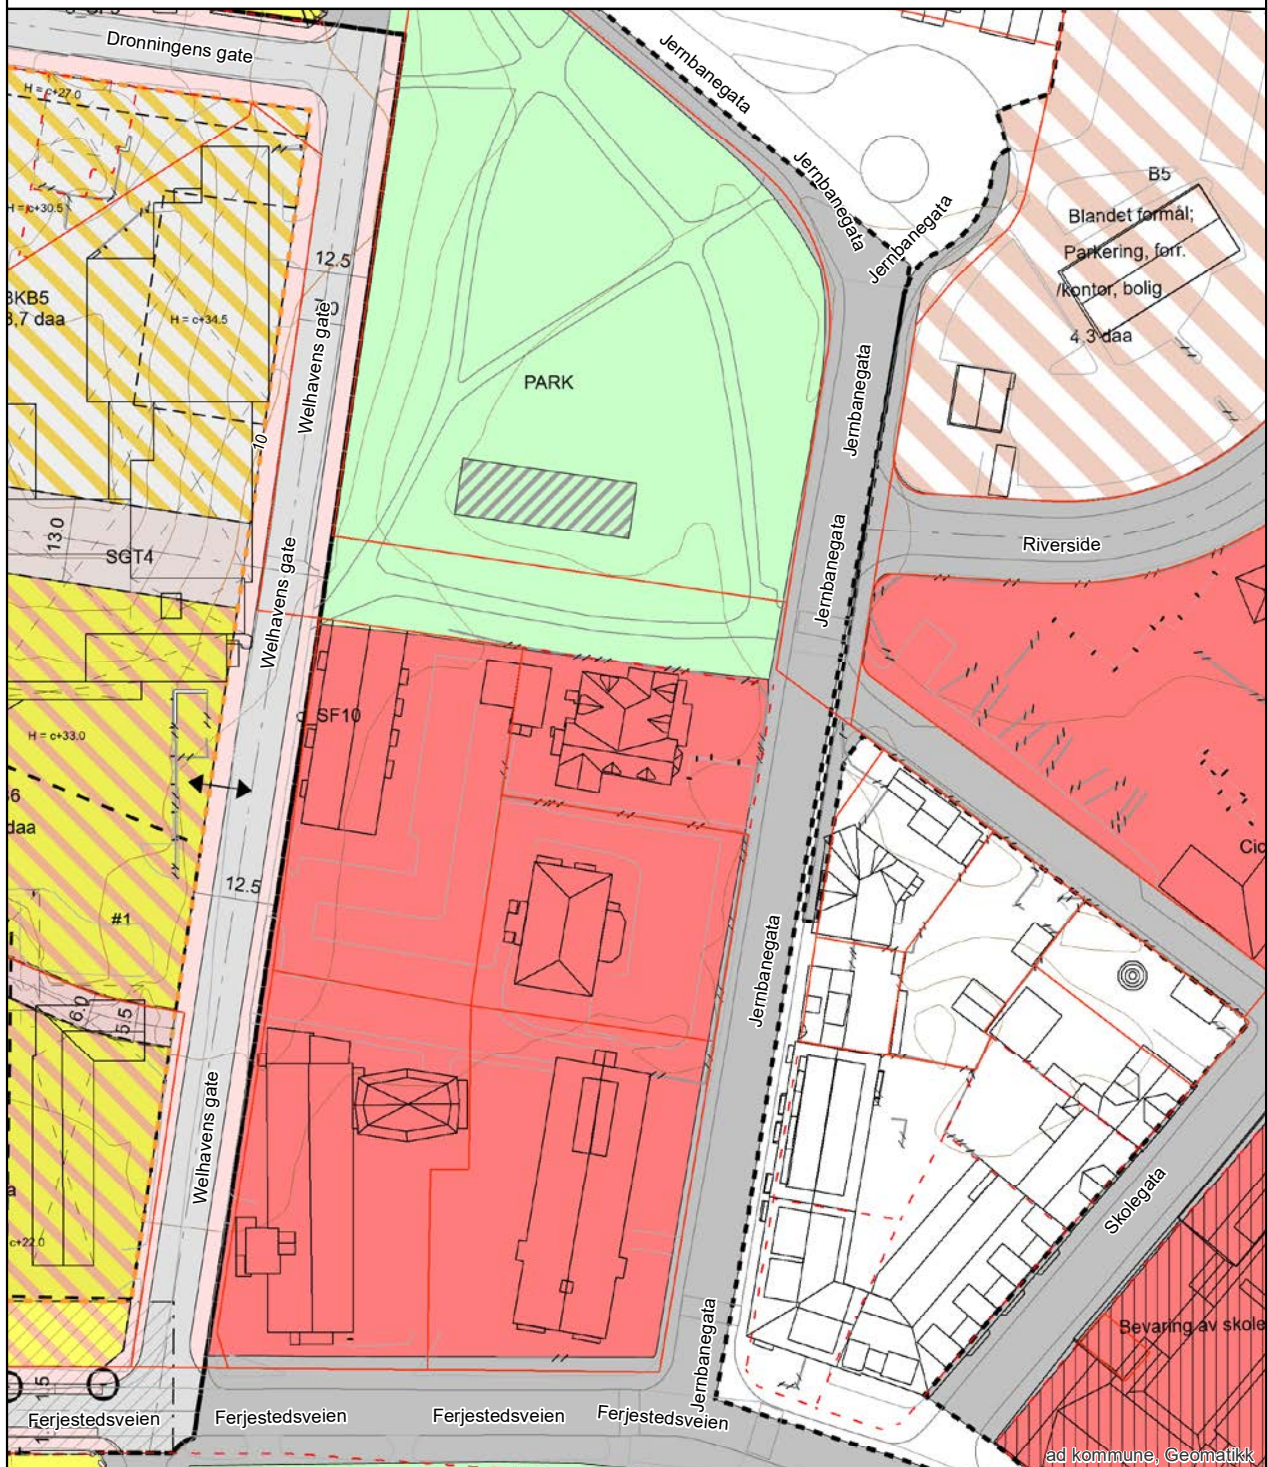 Dronningens gate
Jernbanegata
H = c+27.0
Jernbanegata
B5
Blandet formål;
Parkering, forr.
/kontor, bolig
4,3 daa
Jernbanegata
H = c+30.5
12.5
BKB5
3,7 daa
H = c+34.5
Welhavens gate
PARK
Jernbanegata
10
13.0
SGT4
Jernbanegata
Riverside
Welhavens gate
SF10
H = c+33.0
daa
12.5
#1
Jernbanegata
6.0
5.5
Welhavens gate
Skolegata
c+22.0
Jernbanegata
Bevaring av skole
1.5
Ferjestedsveien
Ferjestedsveien
Ferjestedsveien
Ferjestedsveien
ad kommune, Geomatikk